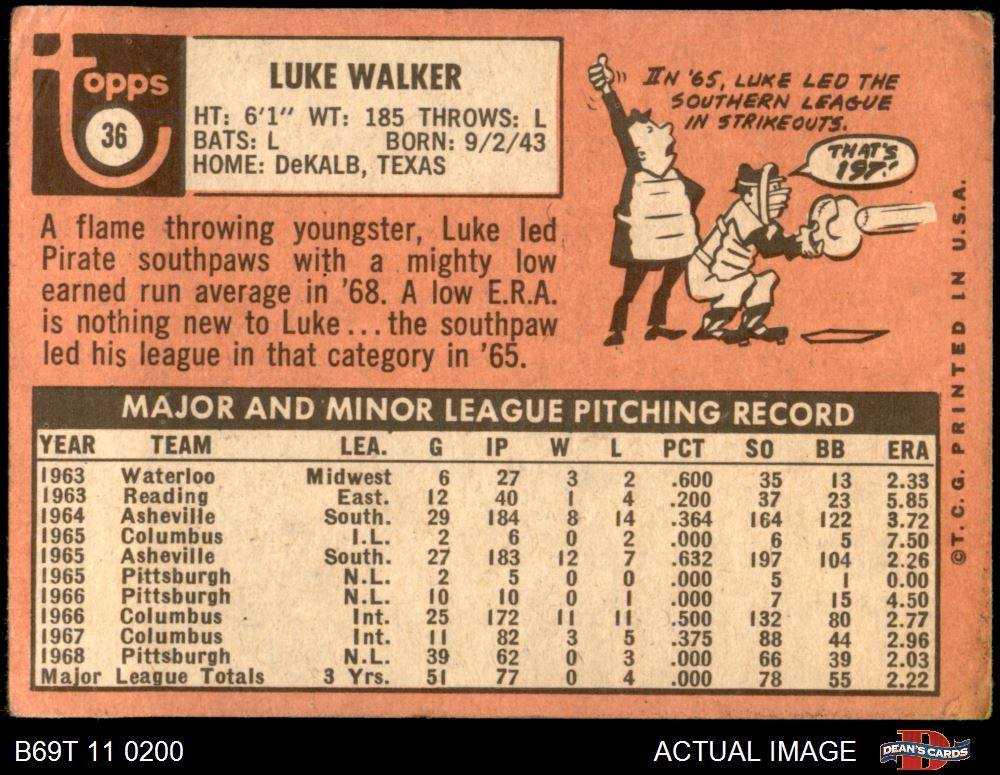 Topps
36
LUKE WALKER
HT: 6'1" WT: 185 THROWS: L
BATS: L BORN: 9/2/43
HOME: DeKALB, TEXAS
IN '65, LUKE LED THE
SOUTHERN LEAGUE
IN STRIKEOUTS.
THAT'S
197!
A flame throwing youngster, Luke led
Pirate southpaws with a mighty low
earned run average in '68. A low E.R.A.
is nothing new to Luke...the southpaw
led his league in that category in '65.
MAJOR AND MINOR LEAGUE PITCHING RECORD
YEAR TEAM LEA. G IP W L PCT SO BB ERA
1963 Waterloo Midwest 6 27 3 2 .600 35 13 2.33
1963 Reading East. 12 40 1 4 .200 37 23 5.85
1964 Asheville South. 29 184 8 14 .364 164 122 3.72
1965 Columbus I.L. 2 6 0 2 .000 6 5 7.50
1965 Asheville South. 27 183 12 7 .632 197 104 2.26
1965 Pittsburgh N.L. 2 5 0 0 .000 5 1 0.00
1966 Pittsburgh N.L. 10 10 0 1 .000 7 15 4.50
1966 Columbus Int. 25 172 11 11 .500 132 80 2.77
1967 Columbus Int. 11 82 3 5 .375 88 44 2.96
1968 Pittsburgh N.L. 39 62 0 3 .000 66 39 2.03
Major League Totals 3 Yrs. 51 77 0 4 .000 78 55 2.22
©T. C. G. PRINTED IN U.S.A.
B69T 11 0200
ACTUAL IMAGE
DEAN'S CARDS